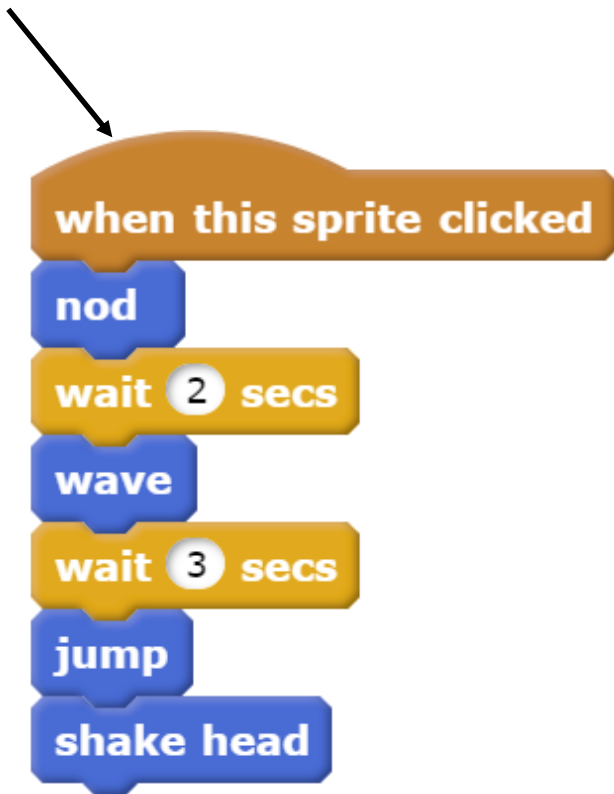 when this sprite clicked
nod
wait 2 secs
wave
wait 3 secs
jump
shake head